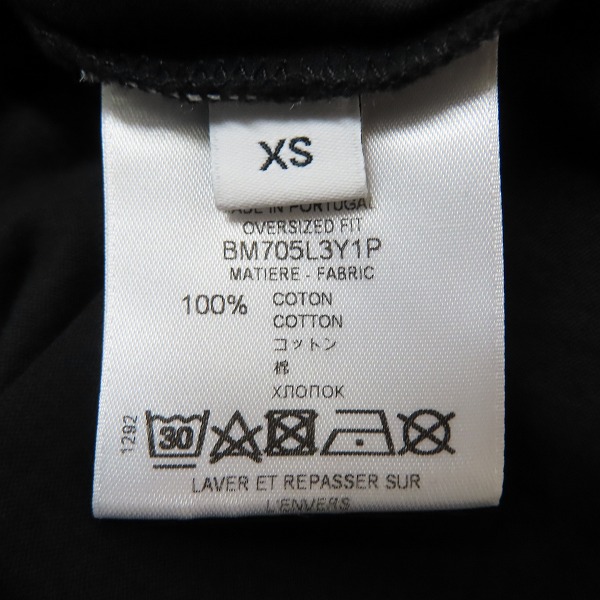 XS
MADE IN PORTUGAL
OVERSIZED FIT
BM705L3Y1P
MATIERE - FABRIC
100% COTON
COTTON
コットン
棉
ХЛОПОК
1292
30
LAVER ET REPASSER SUR
L'ENVERS